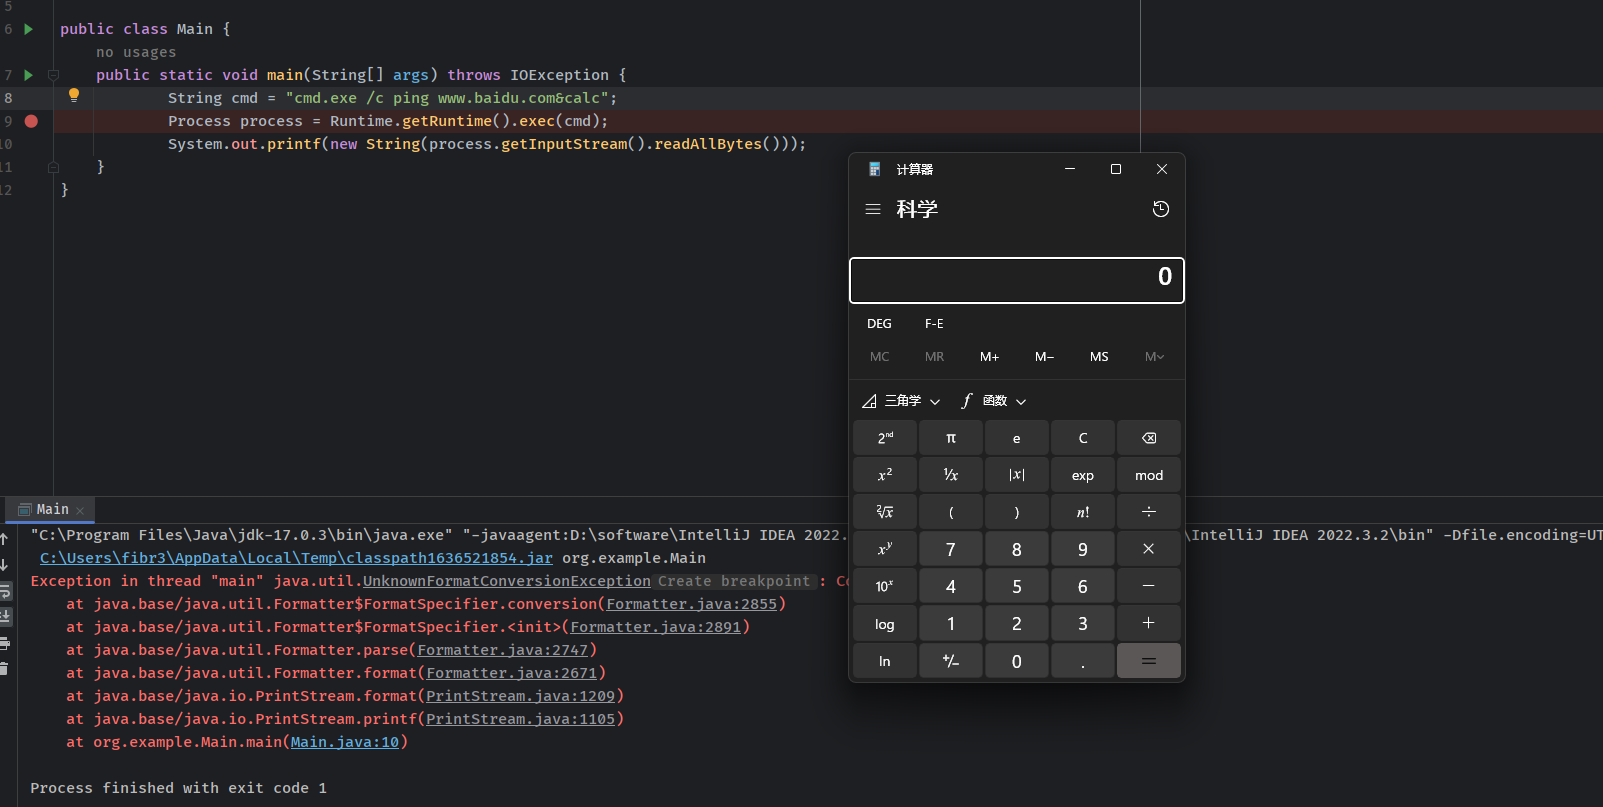 5
6 public class Main {
no usages
7 public static void main(String[] args) throws IOException {
8 String cmd = "cmd.exe /c ping www.baidu.com&calc";
9 Process process = Runtime.getRuntime().exec(cmd);
10 System.out.printf(new String(process.getInputStream().readAllBytes()));
11 }
12 }
计算器
科学
0
DEG F-E
MC MR M+ M− MS M
三角学 f 函数
2ⁿᵈ π e C
x² ¹/x |x| exp mod
²√x ( ) n! ÷
xʸ 7 8 9 ×
10ˣ 4 5 6 −
log 1 2 3 +
ln +/− 0 . =
Main
"C:\Program Files\Java\jdk-17.0.3\bin\java.exe" "-javaagent:D:\software\IntelliJ IDEA 2022. \IntelliJ IDEA 2022.3.2\bin" -Dfile.encoding=UT
C:\Users\fibr3\AppData\Local\Temp\classpath1636521854.jar org.example.Main
Exception in thread "main" java.util.UnknownFormatConversionException Create breakpoint : Co
at java.base/java.util.Formatter$FormatSpecifier.conversion(Formatter.java:2855)
at java.base/java.util.Formatter$FormatSpecifier.<init>(Formatter.java:2891)
at java.base/java.util.Formatter.parse(Formatter.java:2747)
at java.base/java.util.Formatter.format(Formatter.java:2671)
at java.base/java.io.PrintStream.format(PrintStream.java:1209)
at java.base/java.io.PrintStream.printf(PrintStream.java:1105)
at org.example.Main.main(Main.java:10)
Process finished with exit code 1